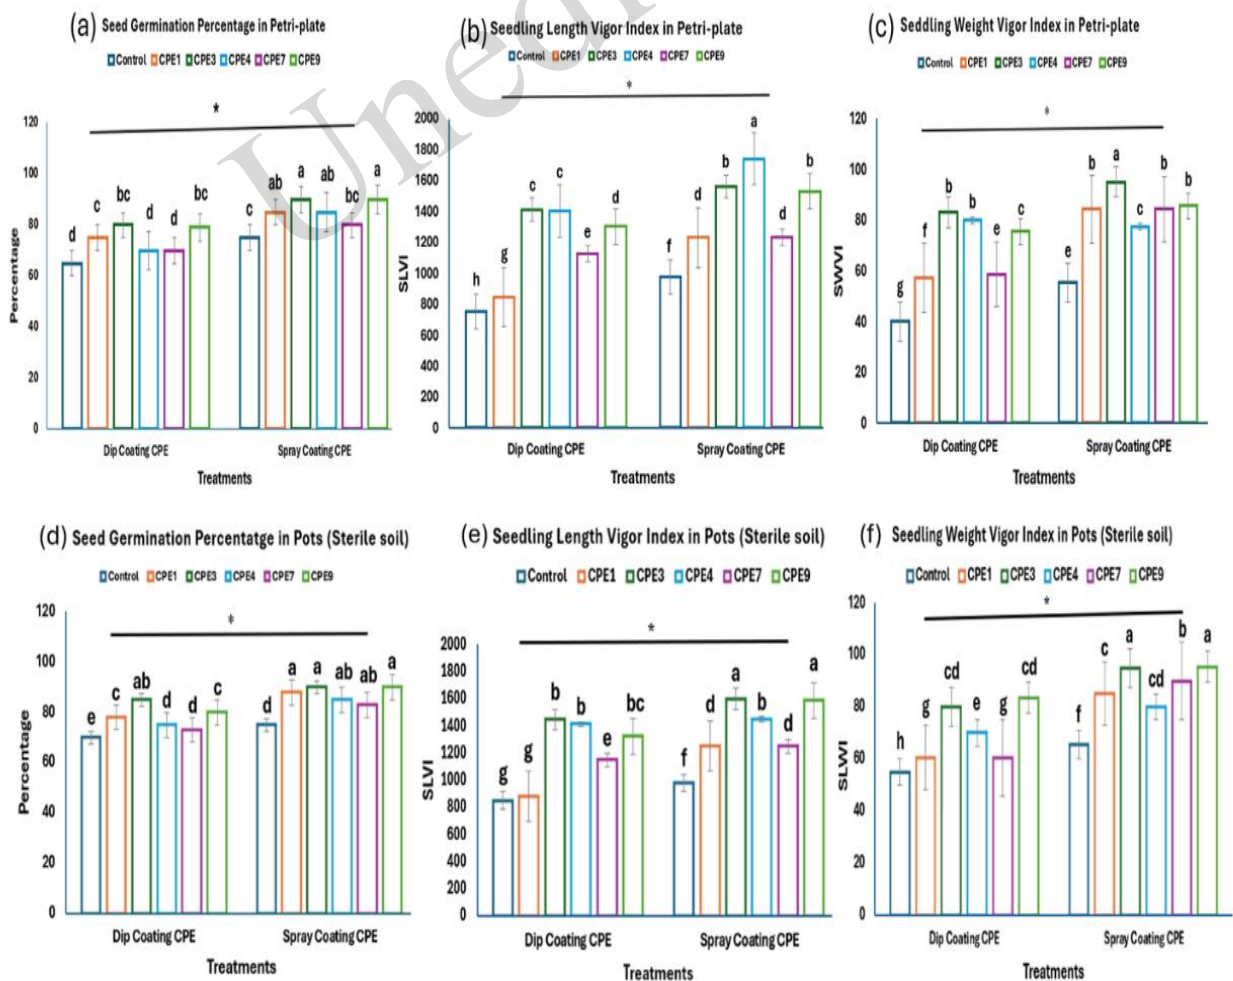 (a) Seed Germination Percentage in Petri-plate
Control CPE1 CPE3 CPE4 CPE7 CPE9
*
120
100
80
60
40
20
0
Percentage
d c bc d d bc c ab a ab bc a
Dip Coating CPE Spray Coating CPE
Treatments
(b) Seedling Length Vigor Index in Petri-plate
Control CPE1 CPE3 CPE4 CPE7 CPE9
*
2000
1800
1600
1400
1200
1000
800
600
400
200
0
SLVI
h g c c e d f d b a d b
Dip Coating CPE Spray Coating CPE
Treatments
(c) Seddling Weight Vigor Index in Petri-plate
Control CPE1 CPE3 CPE4 CPE7 CPE9
*
120
100
80
60
40
20
0
SWVI
g f b b e c e b a c b b
Dip Coating CPE Spray Coating CPE
Treatments
(d) Seed Germination Percentatge in Pots (Sterile soil)
Control CPE1 CPE3 CPE4 CPE7 CPE9
*
120
100
80
60
40
20
0
Percentage
e c ab d d c d a a ab ab a
Dip Coating CPE Spray Coating CPE
Treatments
(e) Seedling Length Vigor Index in Pots (Sterile soil)
Control CPE1 CPE3 CPE4 CPE7 CPE9
*
2000
1800
1600
1400
1200
1000
800
600
400
200
0
SLVI
g g b b e bc f d a b d a
Dip Coating CPE Spray Coating CPE
Treatments
(f) Seedling Weight Vigor Index in Pots (Sterile soil)
Control CPE1 CPE3 CPE4 CPE7 CPE9
*
120
100
80
60
40
20
0
SLWI
h g cd e g cd f c a cd b a
Dip Coating CPE Spray Coating CPE
Treatments